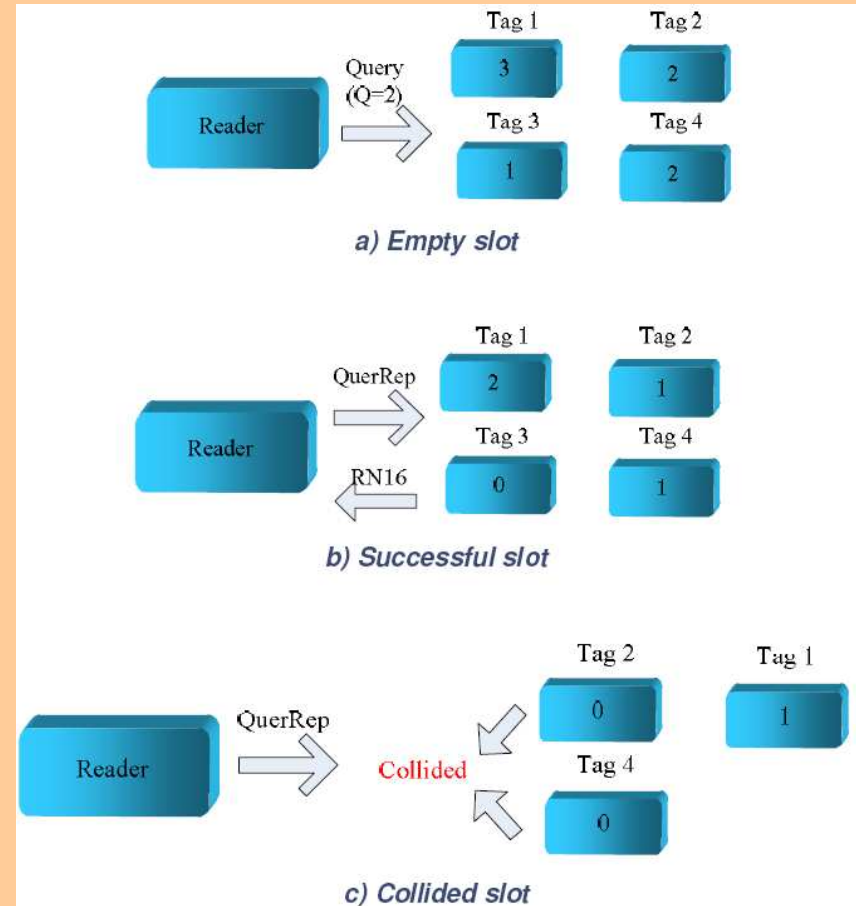 Tag 1 Tag 2
Query
(Q=2)
3 2
Reader
Tag 3 Tag 4
1 2
a) Empty slot
Tag 1 Tag 2
QuerRep
2 1
Reader
Tag 3 Tag 4
RN16
0 1
b) Successful slot
Tag 2 Tag 1
QuerRep
0 1
Reader
Collided
Tag 4
0
c) Collided slot